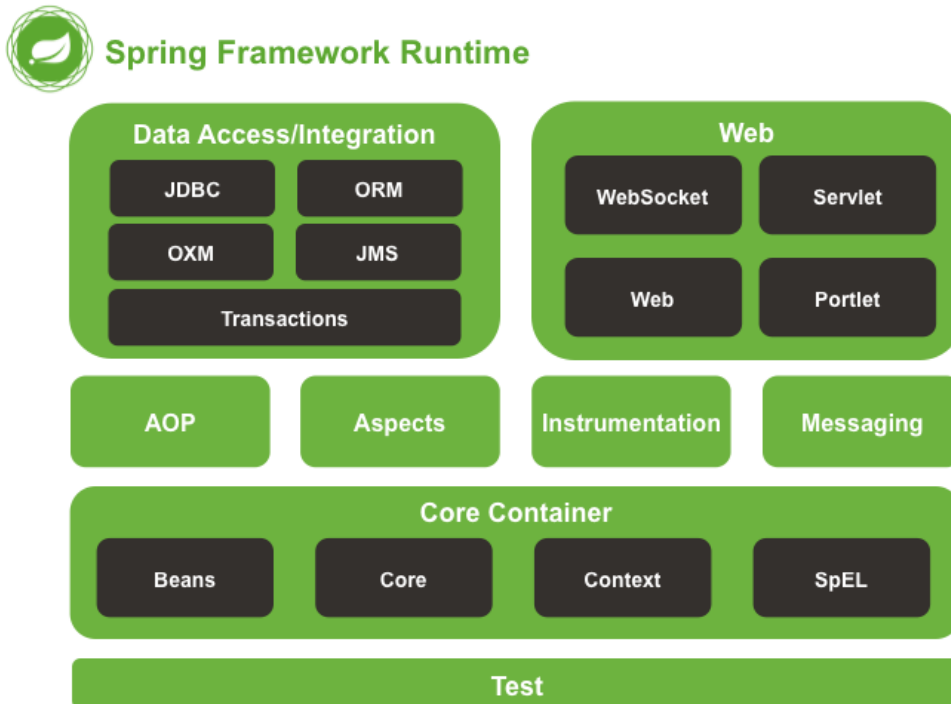 Spring Framework Runtime
Data Access/Integration
JDBC
ORM
OXM
JMS
Transactions
Web
WebSocket
Servlet
Web
Portlet
AOP
Aspects
Instrumentation
Messaging
Core Container
Beans
Core
Context
SpEL
Test